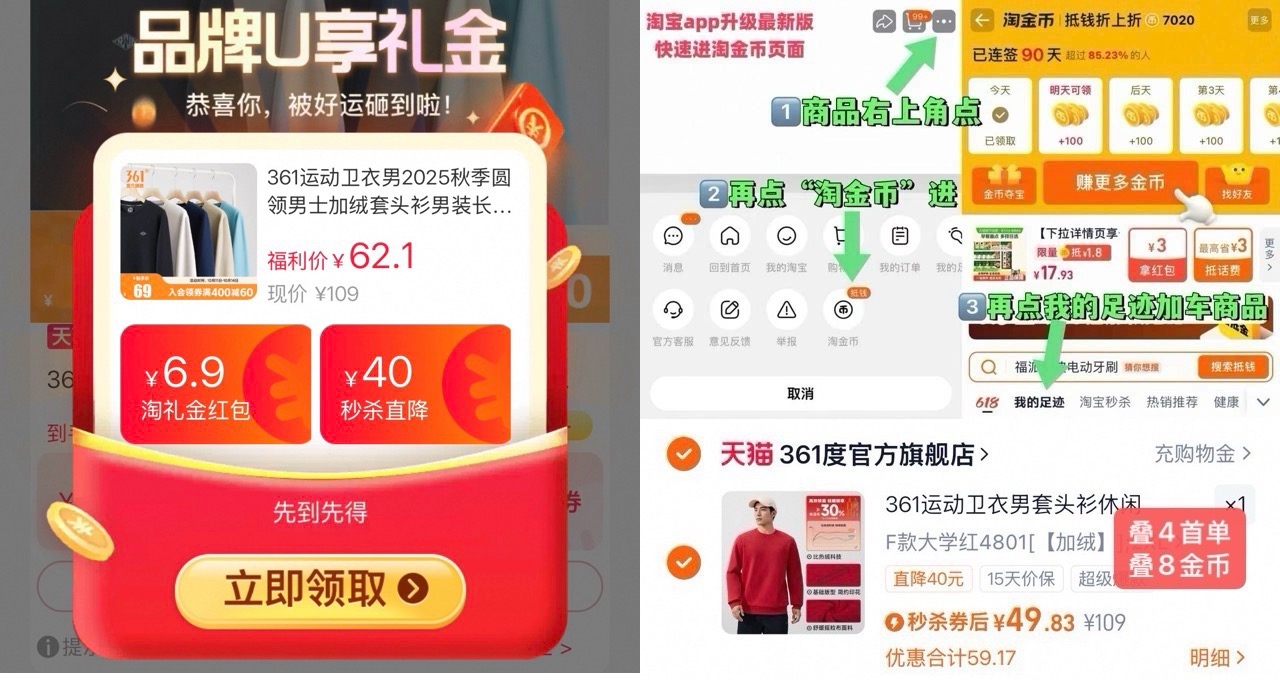 品牌U享礼金
恭喜你，被好运砸到啦！
361°
69
入会领券满400减60
361运动卫衣男2025秋季圆
领男士加绒套头衫男装长...
福利价¥62.1
现价 ¥109
¥6.9
淘礼金红包
¥40
秒杀直降
先到先得
立即领取
淘宝app升级最新版
快速进淘金币页面
99+
1 商品右上角点
2 再点“淘金币”进
消息
回到首页
我的淘宝
我的订单
抵钱
官方客服
意见反馈
举报
淘金币
取消
淘金币 | 抵钱折上折 7020
更多
已连签 90 天 超过 85.23% 的人
今天
已领取
明天可领
+100
后天
+100
第3天
+100
金币夺宝
赚更多金币
找好友
【下拉详情页享
限量 抵¥1.8
¥17.93
¥3
拿红包
最高省¥3
抵话费
更多
3 再点我的足迹加车商品
电动牙刷 猜你想搜
搜索抵钱
618 我的足迹 淘宝秒杀 热销推荐 健康
天猫 361度官方旗舰店
充购物金
361运动卫衣男套头衫休闲
×1
F款大学红4801[【加绒】
叠4首单
叠8金币
直降40元 15天价保
秒杀券后¥49.83 ¥109
优惠合计59.17
明细